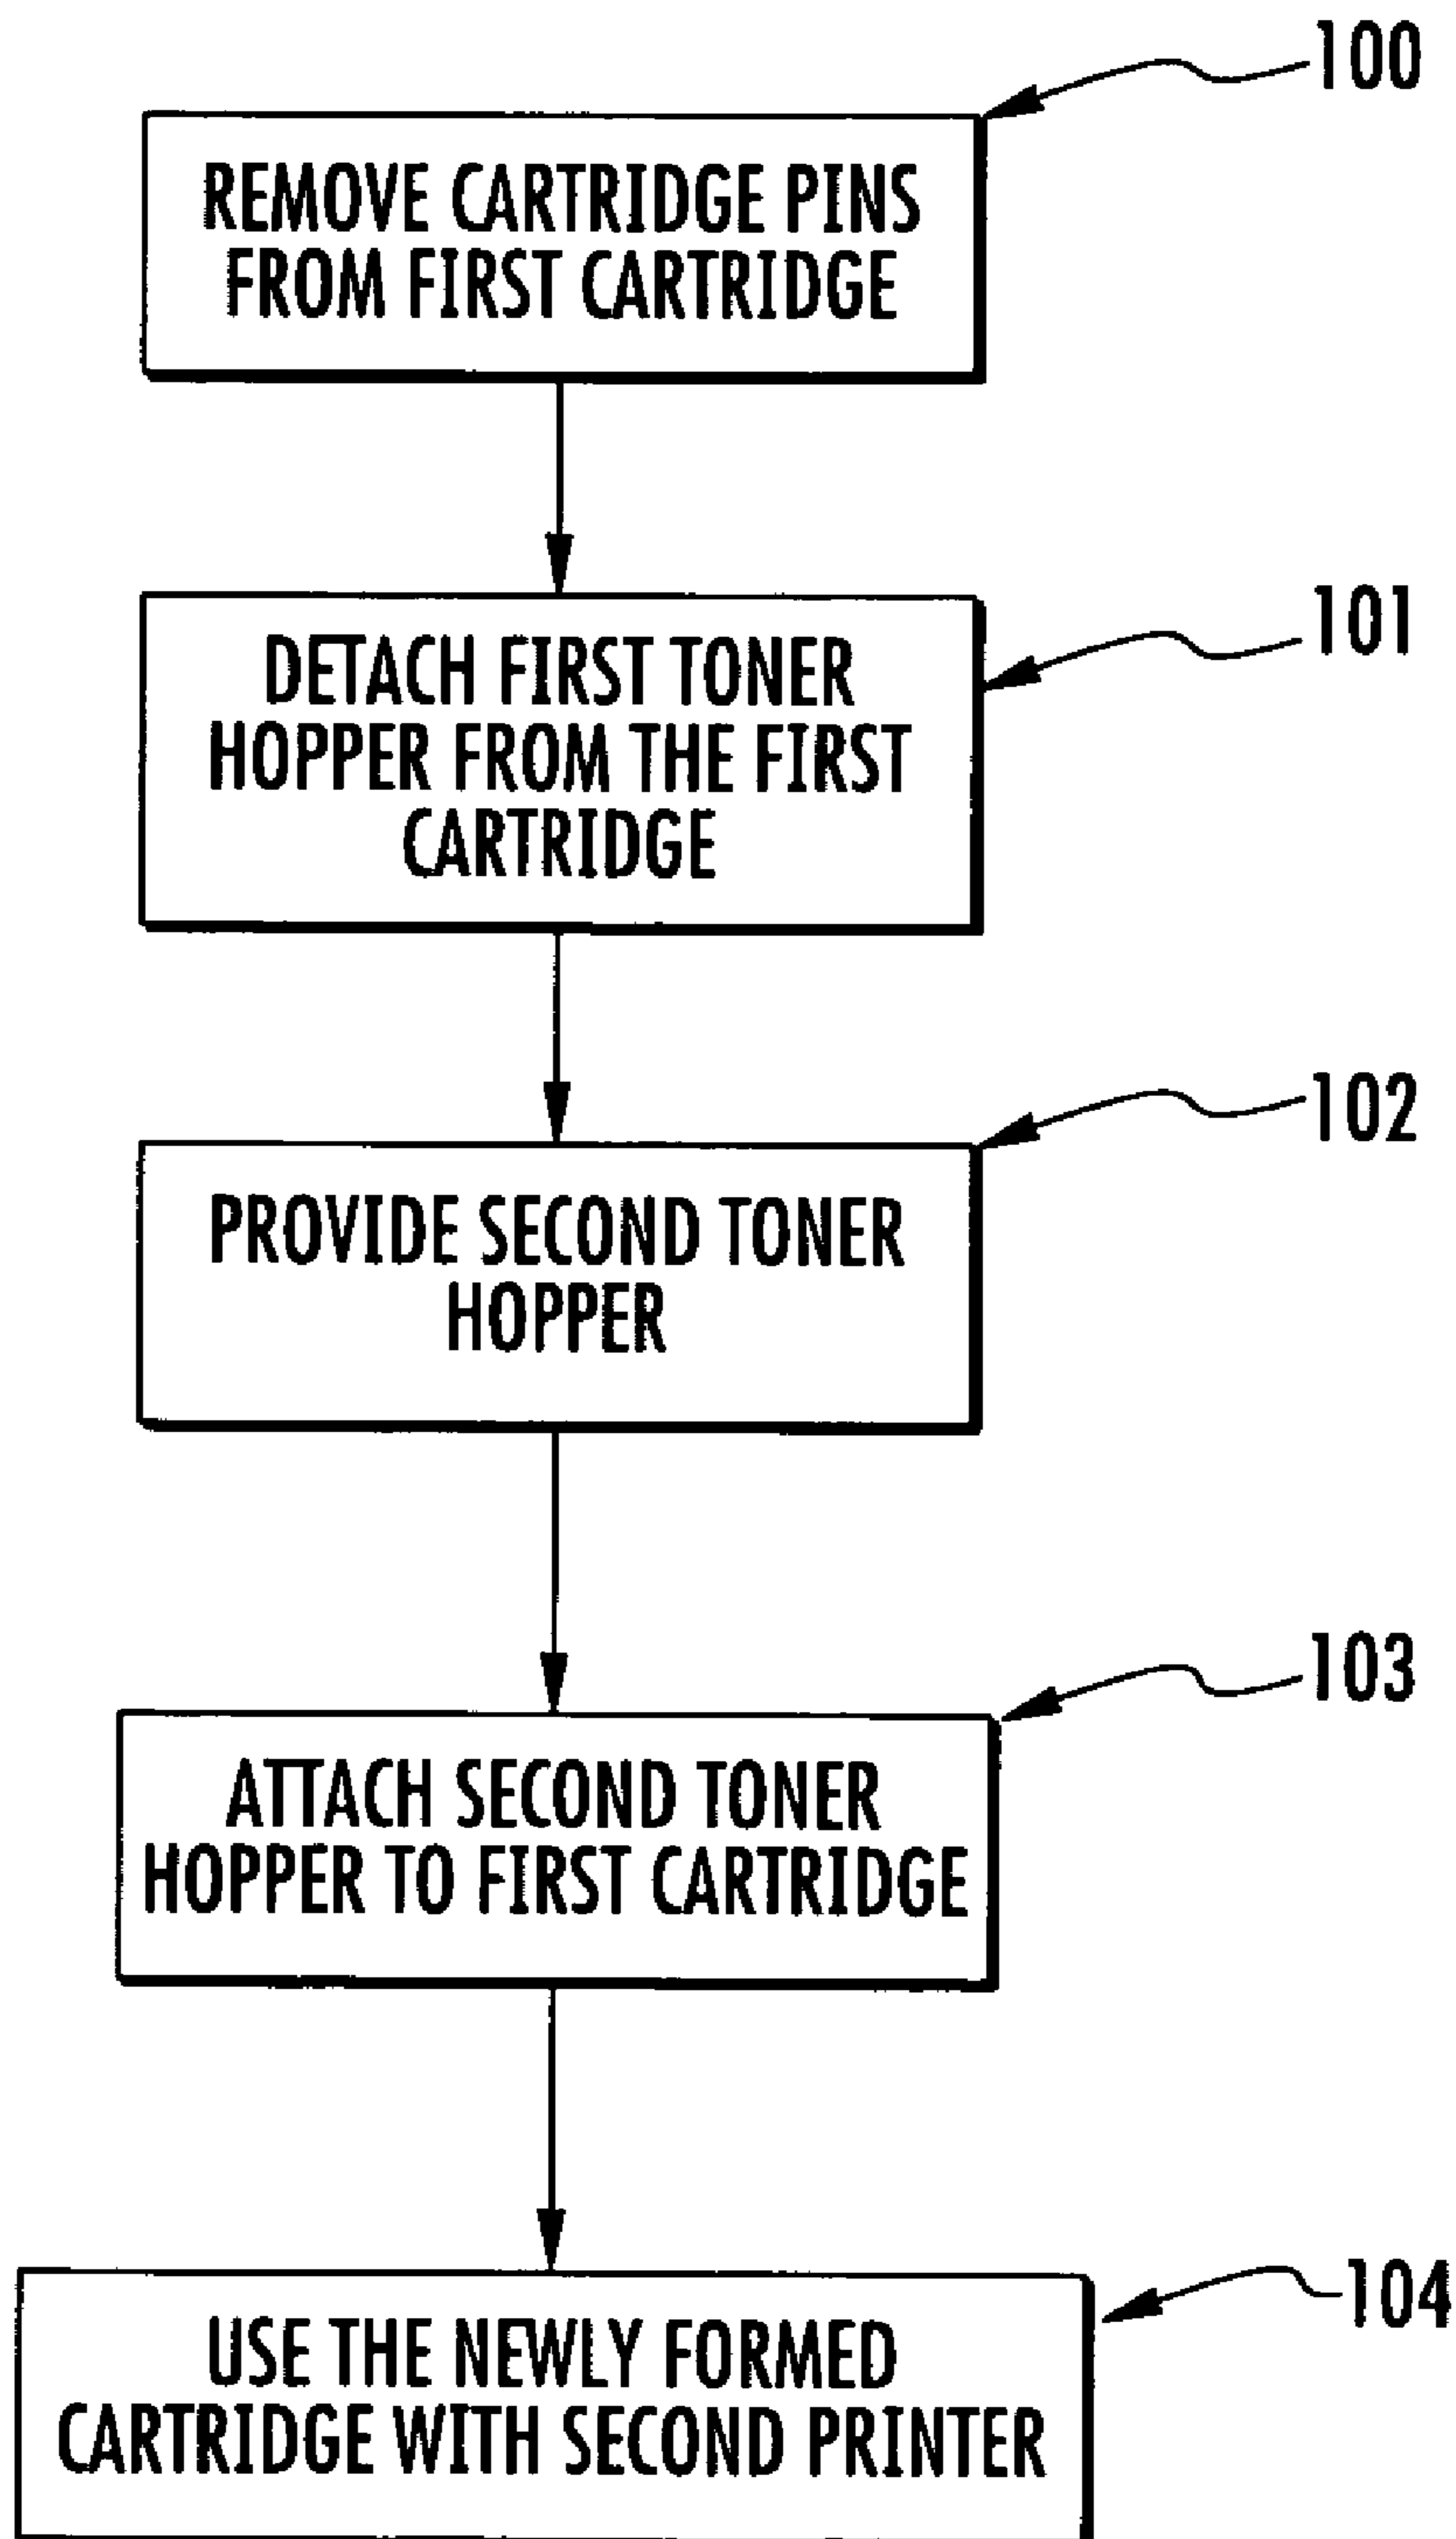 100
REMOVE CARTRIDGE PINS
FROM FIRST CARTRIDGE
101
DETACH FIRST TONER
HOPPER FROM THE FIRST
CARTRIDGE
102
PROVIDE SECOND TONER
HOPPER
103
ATTACH SECOND TONER
HOPPER TO FIRST CARTRIDGE
104
USE THE NEWLY FORMED
CARTRIDGE WITH SECOND PRINTER